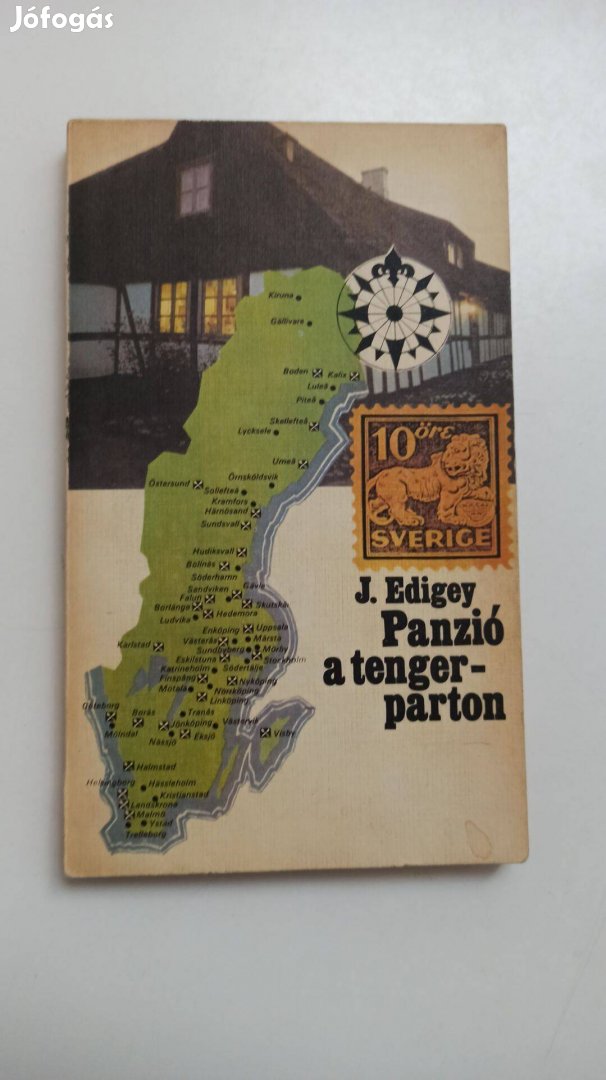 Jófogás
Kiruna
Gällivare
Boden Kalix
Luleå
Piteå
Skellefteå
Lycksele
Umeå
Örnsköldsvik
Östersund
Sollefteå
Kramfors
Härnösand
Sundsvall
Hudiksvall
Bollnäs
Söderhamn
Sandviken Gävle
Falun
Borlänge Skutskär
Ludvika Hedemora
Enköping Uppsala
Karlstad Västerås Märsta
Sundbyberg Mörby
Eskilstuna Stockholm
Katrineholm Södertälje
Finspång Nyköping
Motala Norrköping
Linköping
Göteborg Borås Tranås
Mölndal Jönköping Västervik
Nässjö Eksjö Visby
Halmstad
Helsingborg Hässleholm
Kristianstad
Landskrona
Malmö
Ystad
Trelleborg
10 öre
SVERIGE
J. Edigey
Panzió
a tenger-
parton